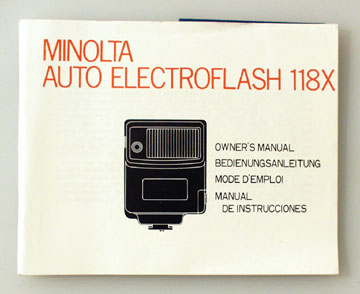 MINOLTA
AUTO ELECTROFLASH 118X
OWNER'S MANUAL
BEDIENUNGSANLEITUNG
MODE D'EMPLOI
MANUAL
DE INSTRUCCIONES